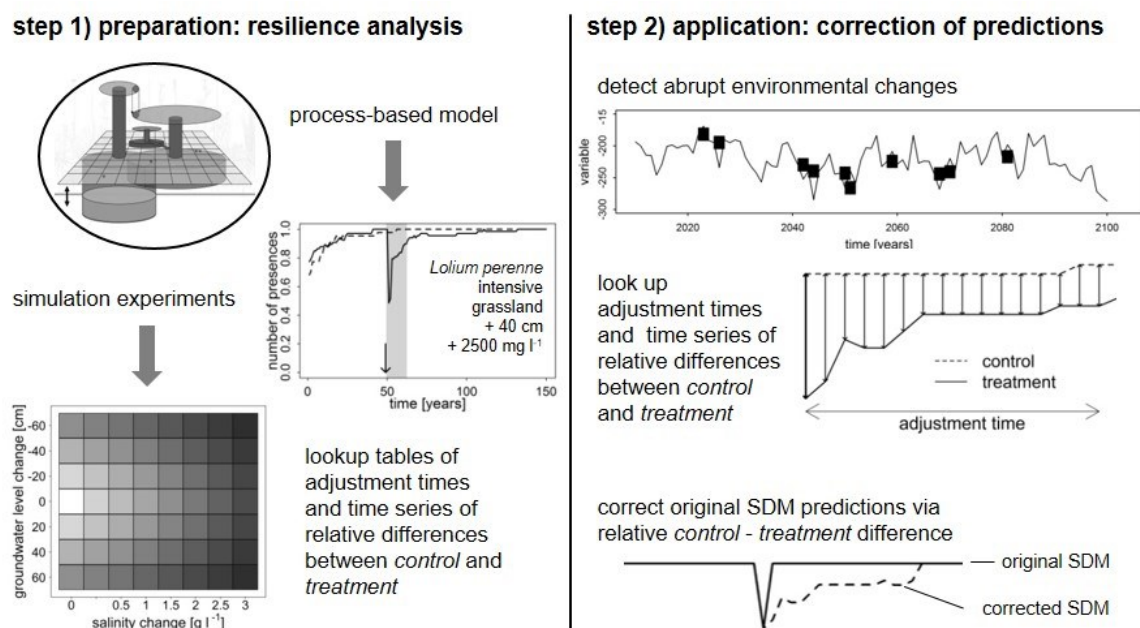 step 1) preparation: resilience analysis
process-based model
simulation experiments
number of presences
0.0 0.2 0.4 0.6 0.8 1.0
Lolium perenne
intensive
grassland
+ 40 cm
+ 2500 mg l⁻¹
0 50 100 150
time [years]
groundwater level change [cm]
-60
-40
-20
0
20
40
60
0 0.5 1 1.5 2 2.5 3
salinity change [g l⁻¹]
lookup tables of
adjustment times
and time series of
relative differences
between control and
treatment
step 2) application: correction of predictions
detect abrupt environmental changes
variable
-300 -250 -200 -15
2020 2040 2060 2080 2100
time [years]
look up
adjustment times
and time series of
relative differences
between control
and treatment
control
treatment
adjustment time
correct original SDM predictions via
relative control - treatment difference
original SDM
corrected SDM